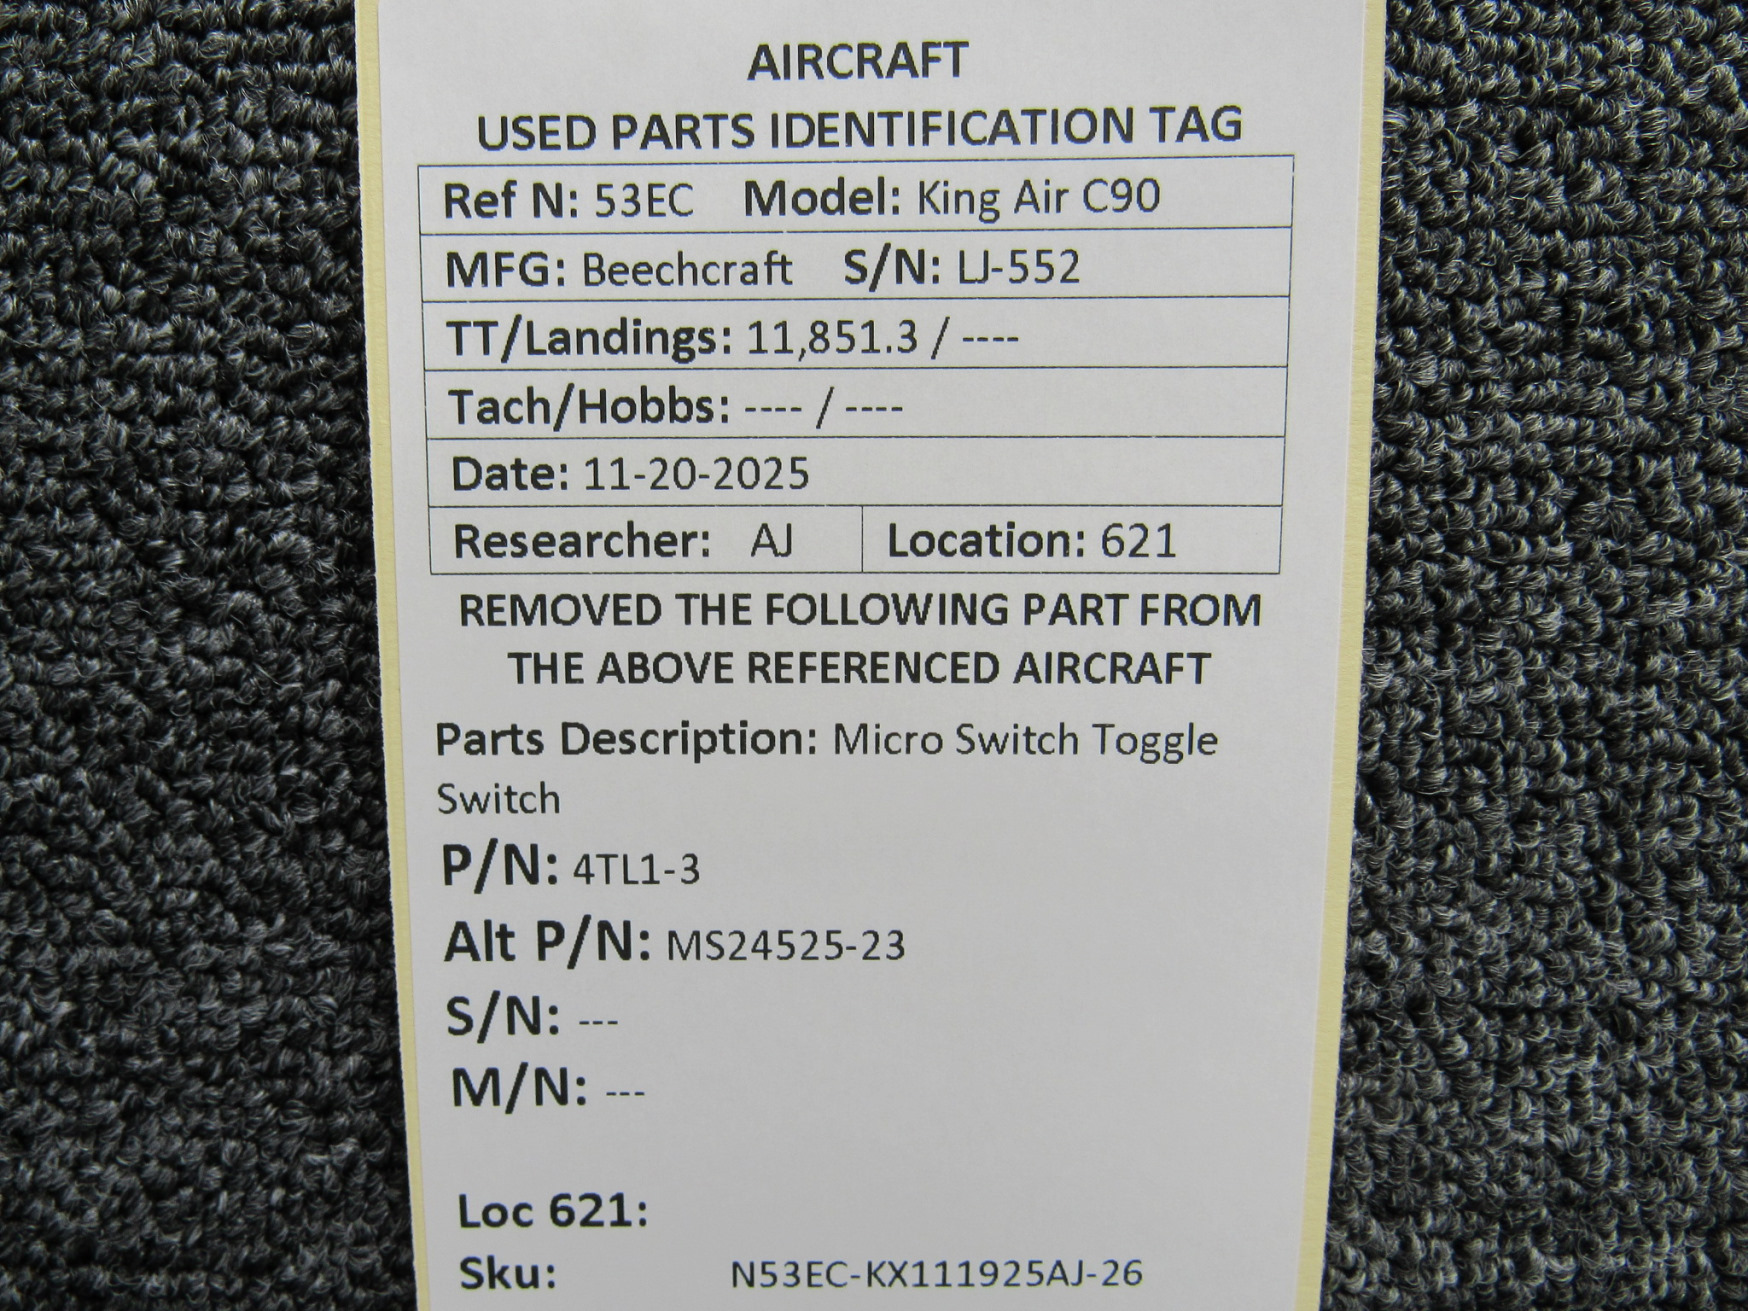 AIRCRAFT
USED PARTS IDENTIFICATION TAG
Ref N: 53EC Model: King Air C90
MFG: Beechcraft S/N: LJ-552
TT/Landings: 11,851.3 / ----
Tach/Hobbs: ---- / ----
Date: 11-20-2025
Researcher: AJ Location: 621
REMOVED THE FOLLOWING PART FROM
THE ABOVE REFERENCED AIRCRAFT
Parts Description: Micro Switch Toggle
Switch
P/N: 4TL1-3
Alt P/N: MS24525-23
S/N: ---
M/N: ---
Loc 621:
Sku: N53EC-KX111925AJ-26